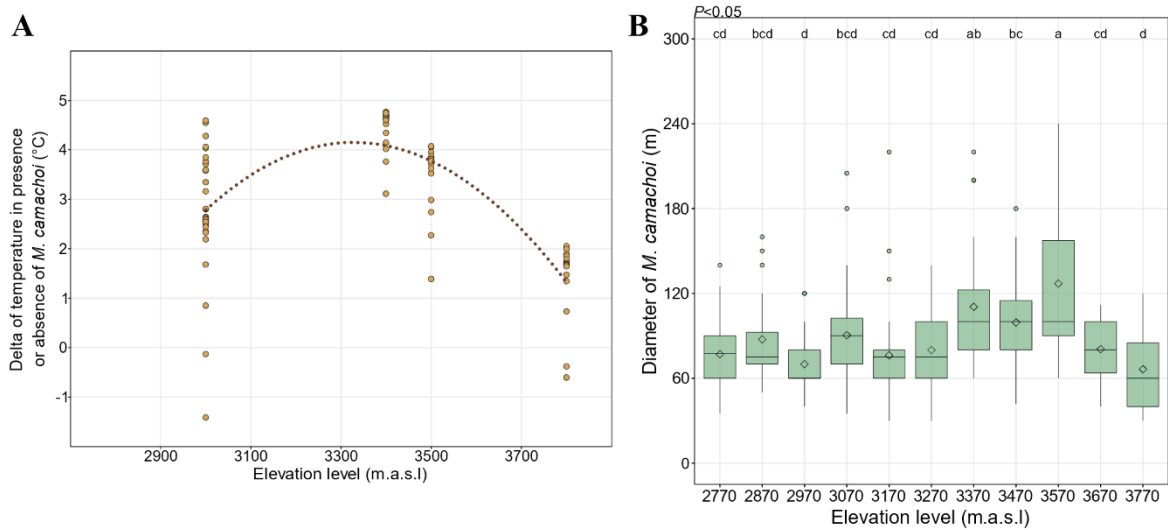 A
Delta of temperature in presence
or absence of M. camachoi (°C)
5
4
3
2
1
0
-1
2900 3100 3300 3500 3700
Elevation level (m.a.s.l)
B
P<0.05
cd bcd d bcd cd cd ab bc a cd d
Diameter of M. camachoi (m)
300
240
180
120
60
0
2770 2870 2970 3070 3170 3270 3370 3470 3570 3670 3770
Elevation level (m.a.s.l)